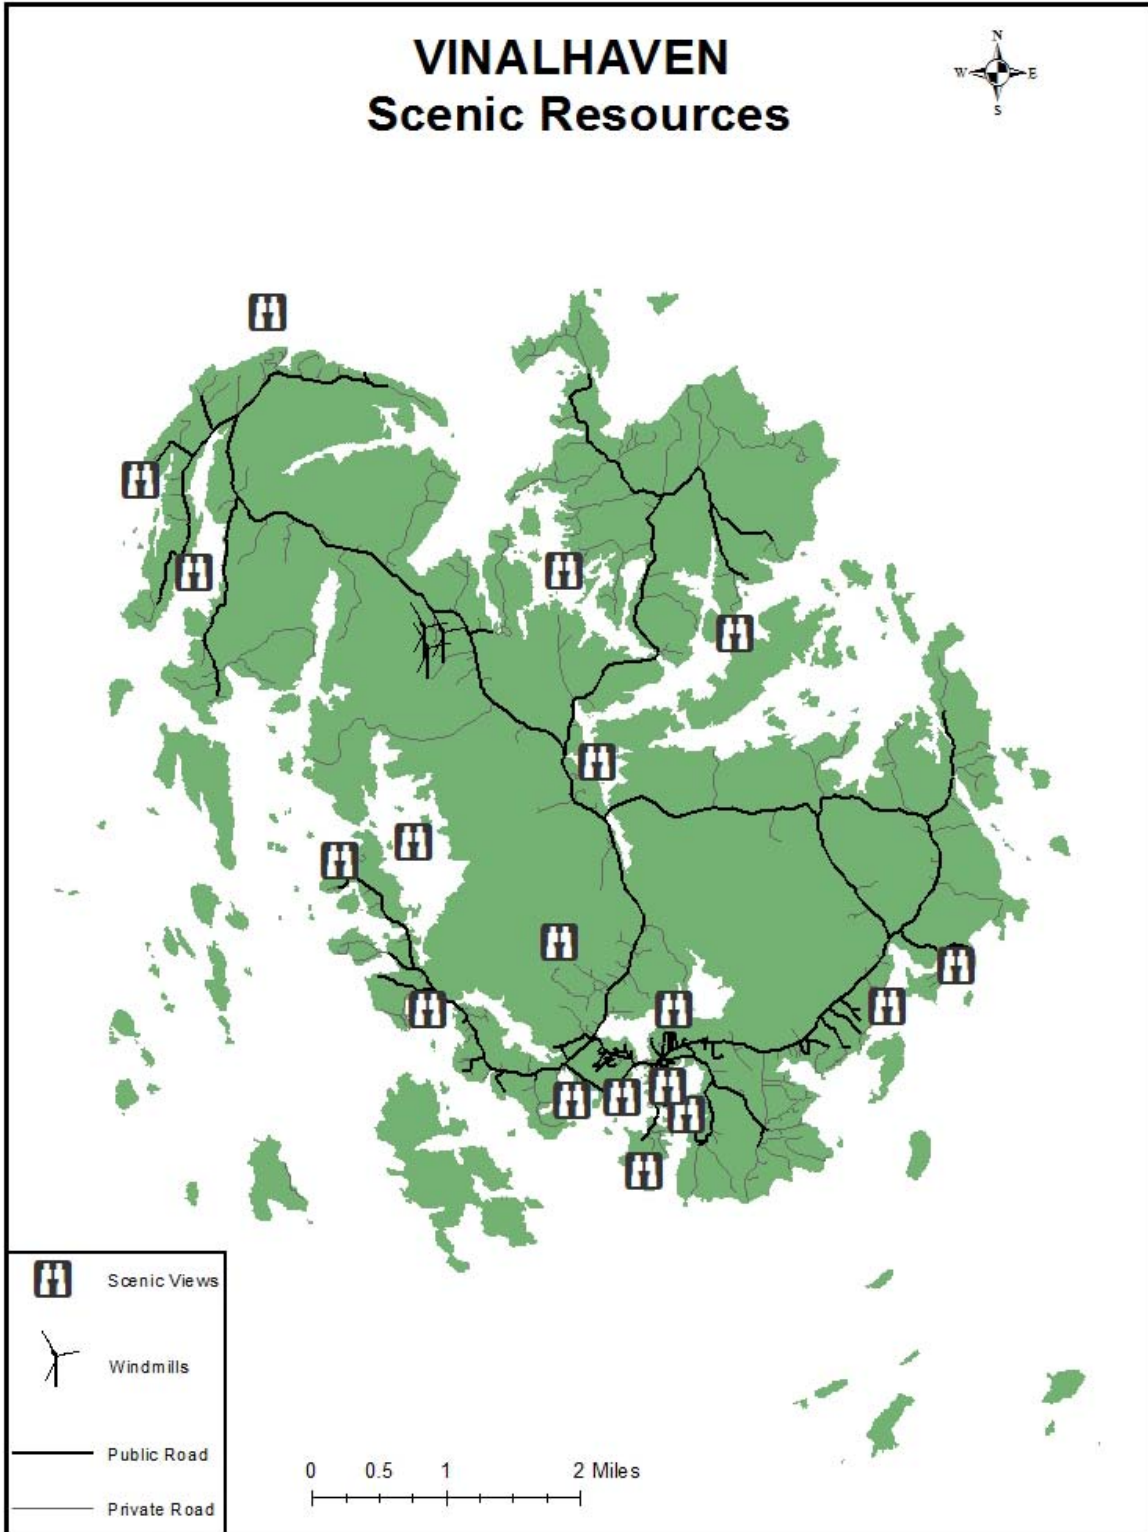 VINALHAVEN
Scenic Resources
N
W E
S
Scenic Views
Windmills
Public Road
Private Road
0 0.5 1 2 Miles